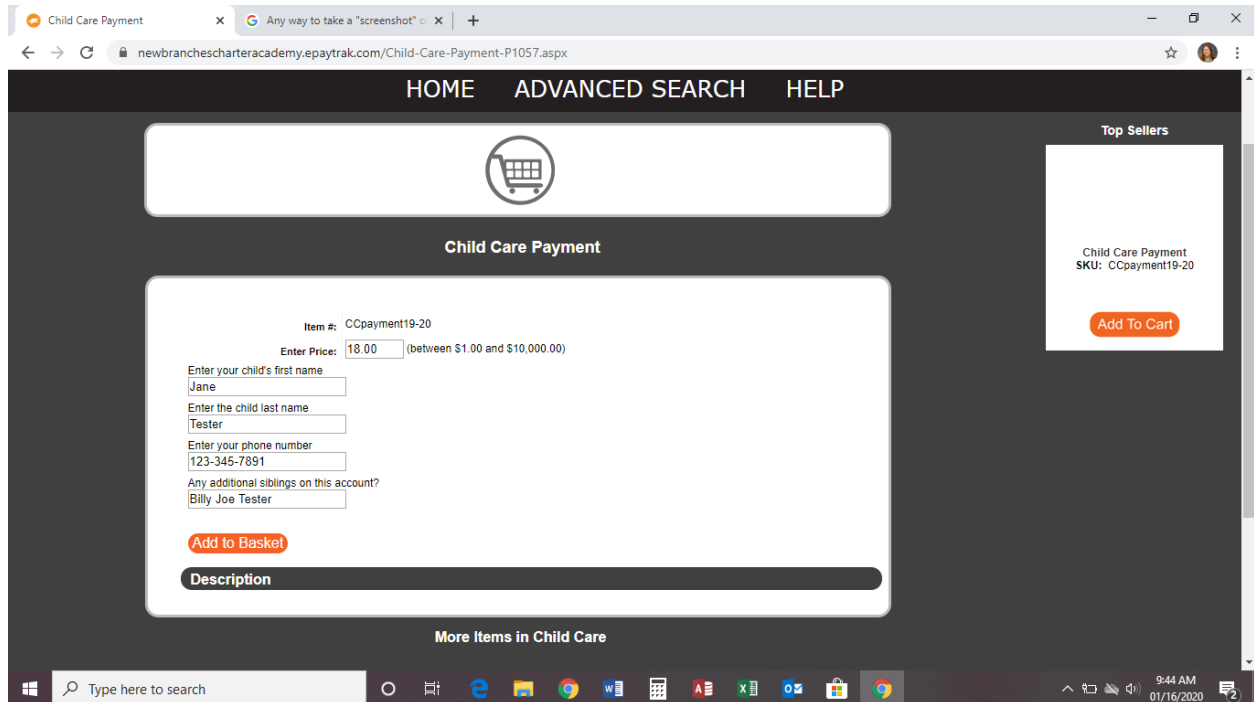 Child Care Payment
Any way to take a "screenshot" o
newbranchescharteracademy.epaytrak.com/Child-Care-Payment-P1057.aspx
HOME ADVANCED SEARCH HELP
Top Sellers
Child Care Payment
SKU: CCpayment19-20
Add To Cart
Child Care Payment
Item #: CCpayment19-20
Enter Price: 18.00 (between $1.00 and $10,000.00)
Enter your child's first name
Jane
Enter the child last name
Tester
Enter your phone number
123-345-7891
Any additional siblings on this account?
Billy Joe Tester
Add to Basket
Description
More Items in Child Care
Type here to search
9:44 AM
01/16/2020
2